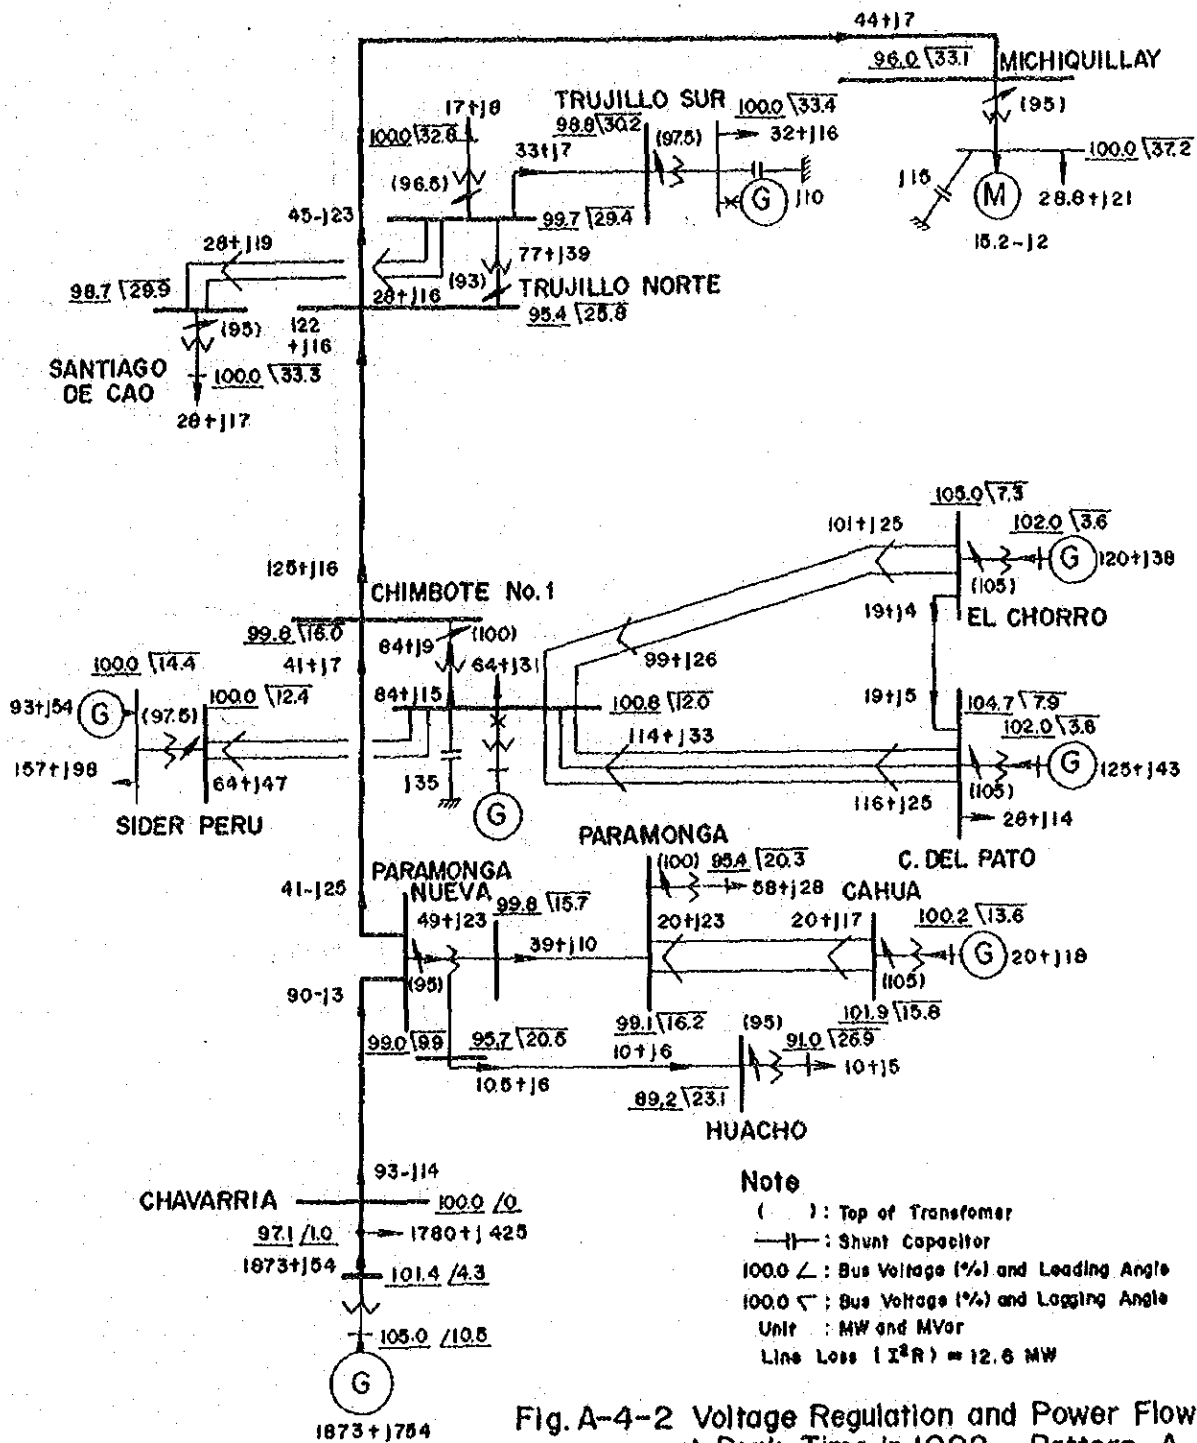 44+j7
96.0 33.1
MICHIQUILLAY
(95)
100.0 37.2
j15
M
28.8+j21
15.2-j2
17+j8
TRUJILLO SUR
100.0 33.4
98.8 30.2
(97.5)
32+j16
100.0 32.8
33+j7
(96.5)
G
j10
45-j23
99.7 29.4
28+j19
77+j39
(93)
28+j16
TRUJILLO NORTE
95.4 25.8
98.7 29.9
122
+j16
(95)
SANTIAGO
DE CAO
100.0 33.3
28+j17
105.0 7.3
101+j25
102.0 3.6
G
120+j38
(105)
19+j4
EL CHORRO
125+j16
CHIMBOTE No.1
99.8 16.0
84+j9
(100)
64+j31
99+j26
41+j7
100.0 14.4
100.0 12.4
84+j15
100.8 12.0
19+j5
104.7 7.9
102.0 3.6
93+j54
G
(97.5)
114+j33
G
125+j43
157+j98
64+j47
j35
116+j25
(105)
28+j14
SIDER PERU
G
C. DEL PATO
PARAMONGA
PARAMONGA
NUEVA
(100)
95.4 20.3
58+j28
CAHUA
41-j25
49+j23
99.8 15.7
20+j23
20+j17
100.2 13.6
39+j10
G
20+j18
(95)
(105)
90-j3
99.0 9.9
95.7 20.5
99.1 16.2
101.9 15.8
(95)
91.0 26.9
10+j6
10.5+j6
10+j5
89.2 23.1
HUACHO
93-j14
CHAVARRIA
100.0 /0
97.1 /1.0
1780+j425
1873+j54
101.4 /4.3
105.0 /10.5
G
1873+j754
Note
( ) : Top of Transfomer
: Shunt Capacitor
100.0 ∠ : Bus Voltage (%) and Leading Angle
100.0 : Bus Voltage (%) and Lagging Angle
Unit : MW and MVar
Line Loss (I²R) = 12.6 MW
Fig. A-4-2 Voltage Regulation and Power Flow